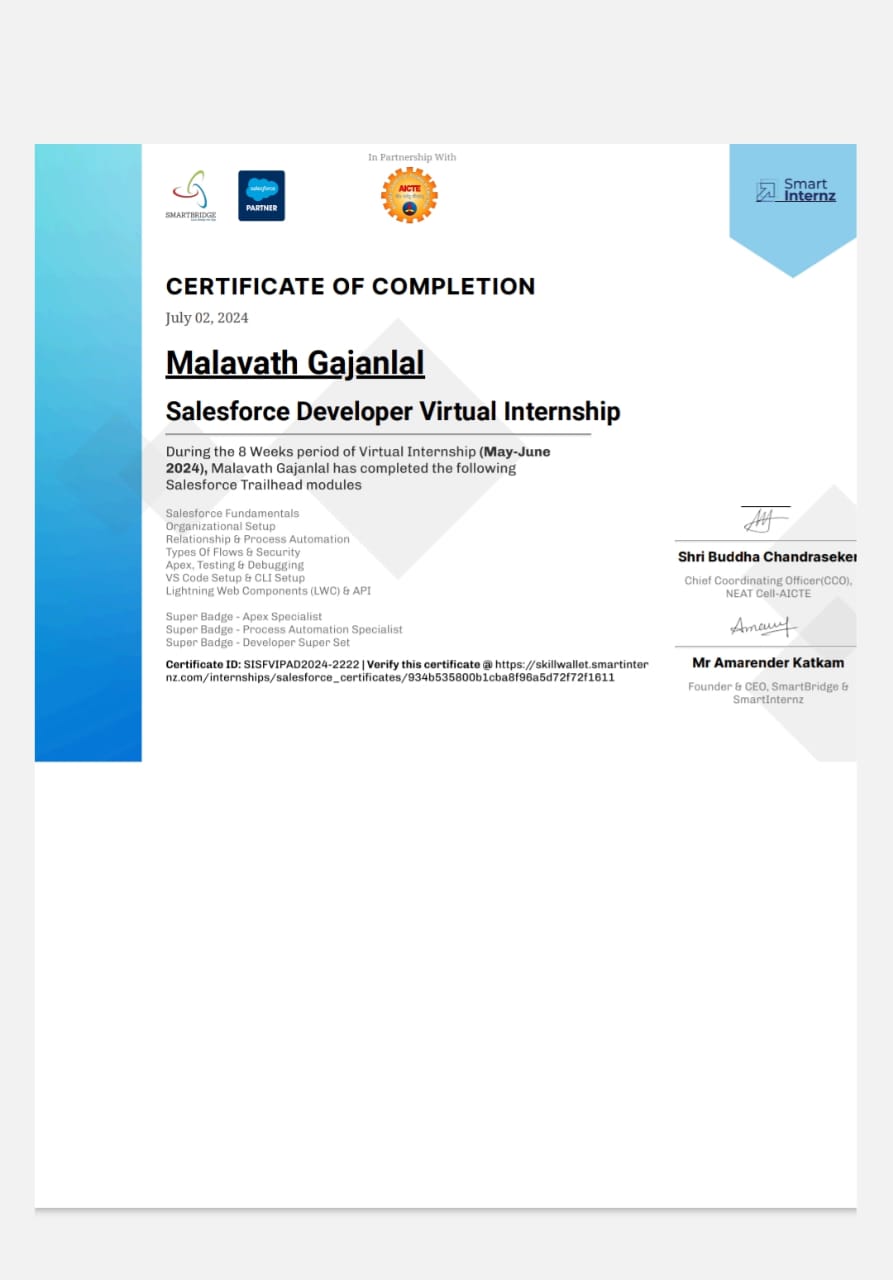 In Partnership With
SMARTBRIDGE
salesforce
PARTNER
AICTE
Smart
Internz
CERTIFICATE OF COMPLETION
July 02, 2024
Malavath Gajanlal
Salesforce Developer Virtual Internship
During the 8 Weeks period of Virtual Internship (May-June
2024), Malavath Gajanlal has completed the following
Salesforce Trailhead modules
Salesforce Fundamentals
Organizational Setup
Relationship & Process Automation
Types Of Flows & Security
Apex, Testing & Debugging
VS Code Setup & CLI Setup
Lightning Web Components (LWC) & API
Super Badge - Apex Specialist
Super Badge - Process Automation Specialist
Super Badge - Developer Super Set
Certificate ID: SISFVIPAD2024-2222 | Verify this certificate @ https://skillwallet.smartinter
nz.com/internships/salesforce_certificates/934b535800b1cba8f96a5d72f72f1611
Shri Buddha Chandraseker
Chief Coordinating Officer(CCO),
NEAT Cell-AICTE
Mr Amarender Katkam
Founder & CEO, SmartBridge &
SmartInternz